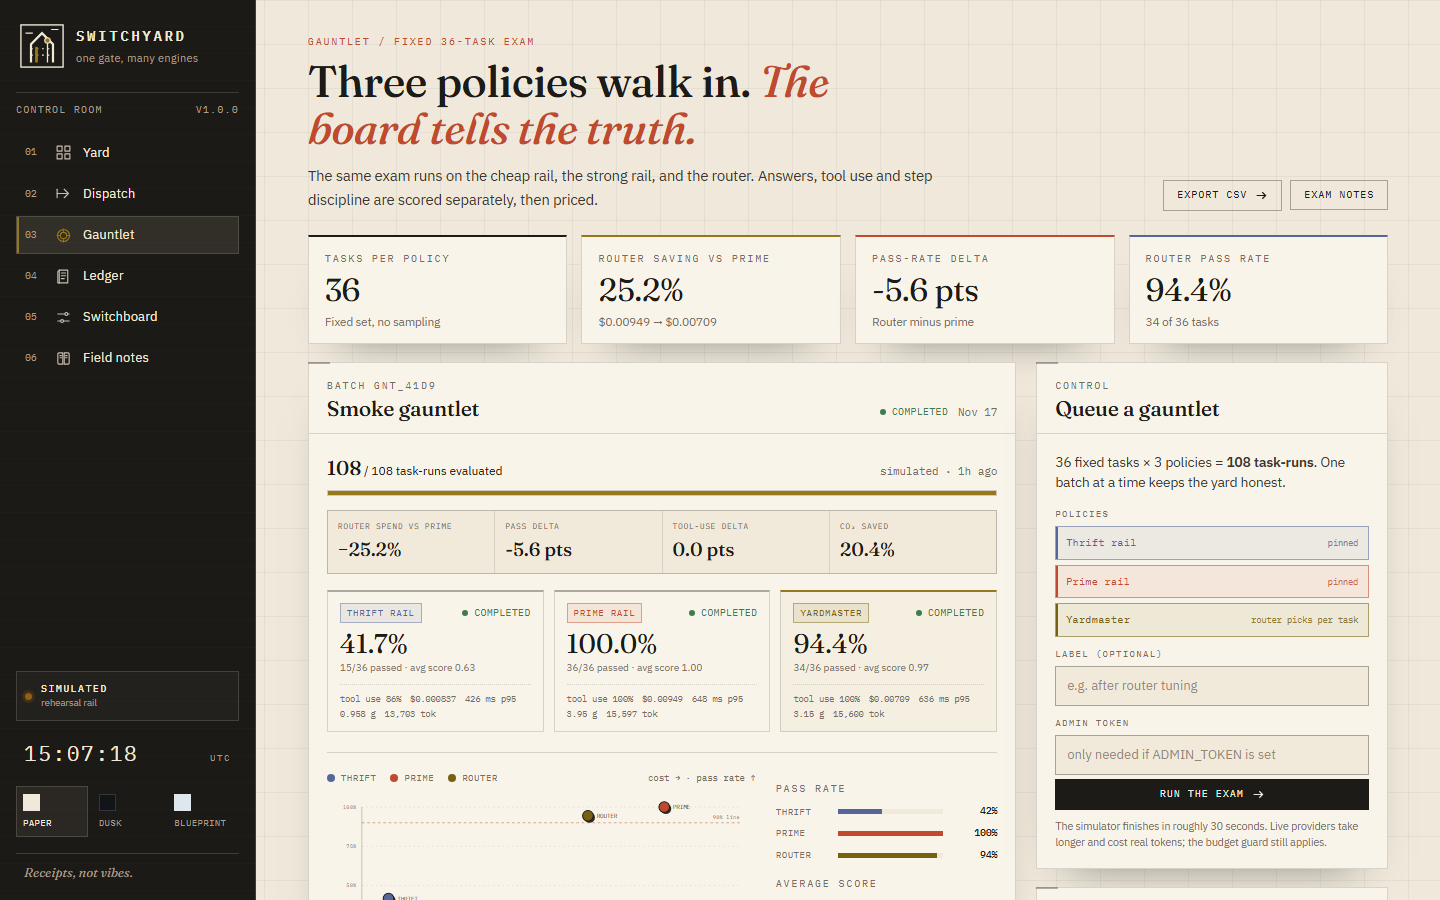 SWITCHYARD
one gate, many engines
CONTROL ROOM V1.0.0
01 Yard
02 Dispatch
03 Gauntlet
04 Ledger
05 Switchboard
06 Field notes
SIMULATED
rehearsal rail
15:07:18 UTC
PAPER DUSK BLUEPRINT
Receipts, not vibes.
GAUNTLET / FIXED 36-TASK EXAM
Three policies walk in. The
board tells the truth.
The same exam runs on the cheap rail, the strong rail, and the router. Answers, tool use and step
discipline are scored separately, then priced.
EXPORT CSV → EXAM NOTES
TASKS PER POLICY
36
Fixed set, no sampling
ROUTER SAVING VS PRIME
25.2%
$0.00949 → $0.00709
PASS-RATE DELTA
-5.6 pts
Router minus prime
ROUTER PASS RATE
94.4%
34 of 36 tasks
BATCH GNT_41D9
Smoke gauntlet
COMPLETED Nov 17
108 / 108 task-runs evaluated
simulated · 1h ago
ROUTER SPEND VS PRIME
−25.2%
PASS DELTA
-5.6 pts
TOOL-USE DELTA
0.0 pts
CO₂ SAVED
20.4%
THRIFT RAIL COMPLETED
41.7%
15/36 passed · avg score 0.63
tool use 86% $0.000837 426 ms p95
0.958 g 13,703 tok
PRIME RAIL COMPLETED
100.0%
36/36 passed · avg score 1.00
tool use 100% $0.00949 648 ms p95
3.95 g 15,597 tok
YARDMASTER COMPLETED
94.4%
34/36 passed · avg score 0.97
tool use 100% $0.00709 636 ms p95
3.15 g 15,600 tok
THRIFT PRIME ROUTER
cost → · pass rate ↑
100%
PRIME
ROUTER
90% line
75%
50%
THRIFT
PASS RATE
THRIFT 42%
PRIME 100%
ROUTER 94%
AVERAGE SCORE
CONTROL
Queue a gauntlet
36 fixed tasks × 3 policies = 108 task-runs. One
batch at a time keeps the yard honest.
POLICIES
Thrift rail pinned
Prime rail pinned
Yardmaster router picks per task
LABEL (OPTIONAL)
e.g. after router tuning
ADMIN TOKEN
only needed if ADMIN_TOKEN is set
RUN THE EXAM →
The simulator finishes in roughly 30 seconds. Live providers take
longer and cost real tokens; the budget guard still applies.